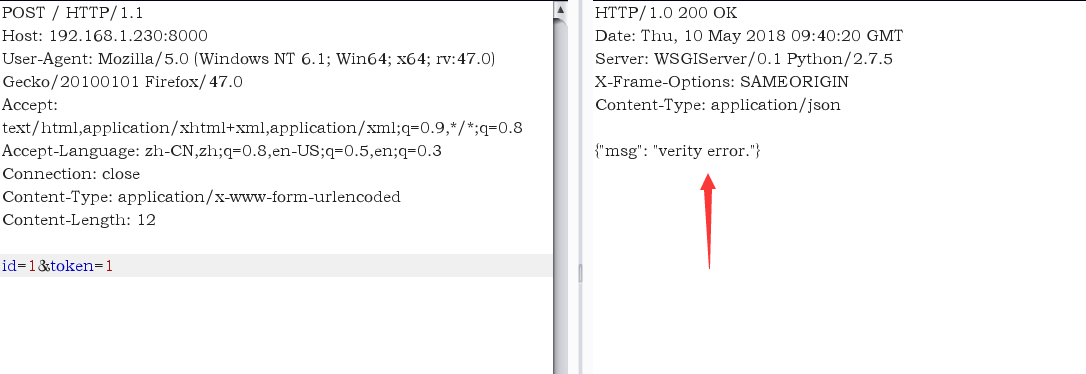 POST / HTTP/1.1
Host: 192.168.1.230:8000
User-Agent: Mozilla/5.0 (Windows NT 6.1; Win64; x64; rv:47.0)
Gecko/20100101 Firefox/47.0
Accept:
text/html,application/xhtml+xml,application/xml;q=0.9,*/*;q=0.8
Accept-Language: zh-CN,zh;q=0.8,en-US;q=0.5,en;q=0.3
Connection: close
Content-Type: application/x-www-form-urlencoded
Content-Length: 12
id=1&token=1
HTTP/1.0 200 OK
Date: Thu, 10 May 2018 09:40:20 GMT
Server: WSGIServer/0.1 Python/2.7.5
X-Frame-Options: SAMEORIGIN
Content-Type: application/json
{"msg": "verity error."}